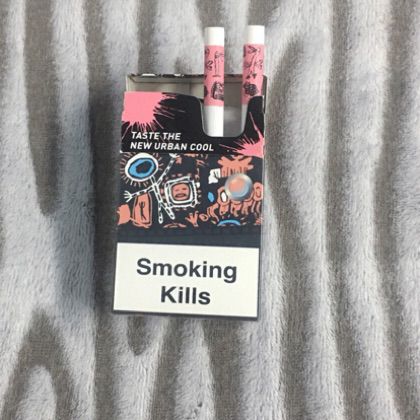 TASTE THE
NEW URBAN COOL
Smoking
Kills